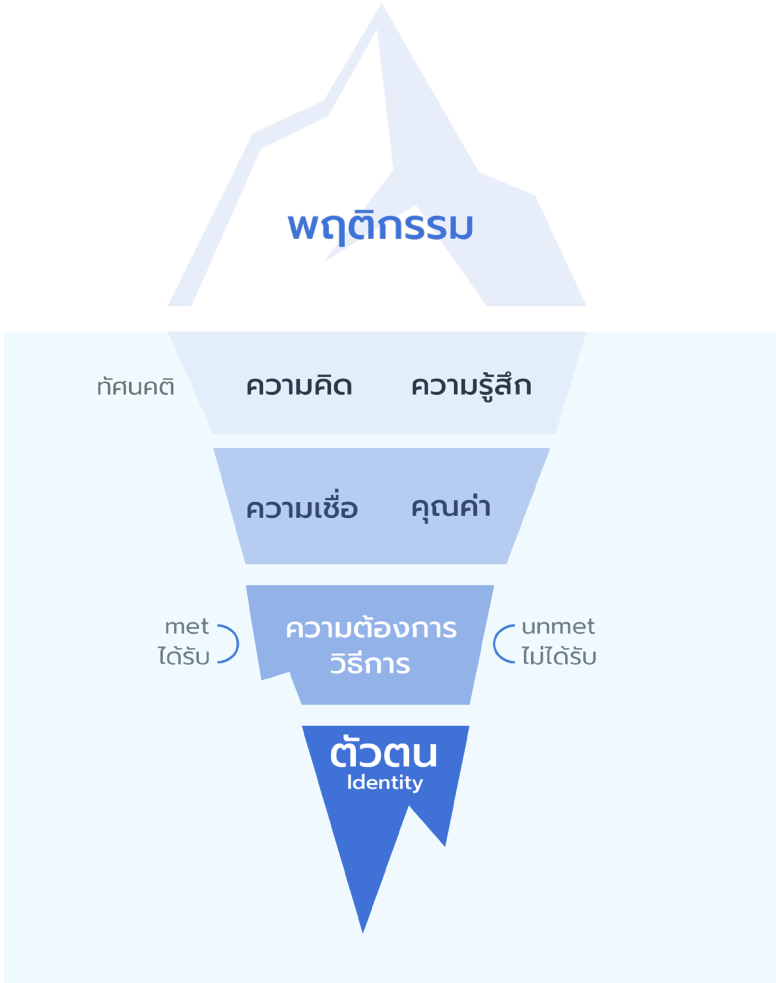 พฤติกรรม
ทัศนคติ ความคิด ความรู้สึก
ความเชื่อ คุณค่า
met
ได้รับ
ความต้องการ
วิธีการ
unmet
ไม่ได้รับ
ตัวตน
Identity